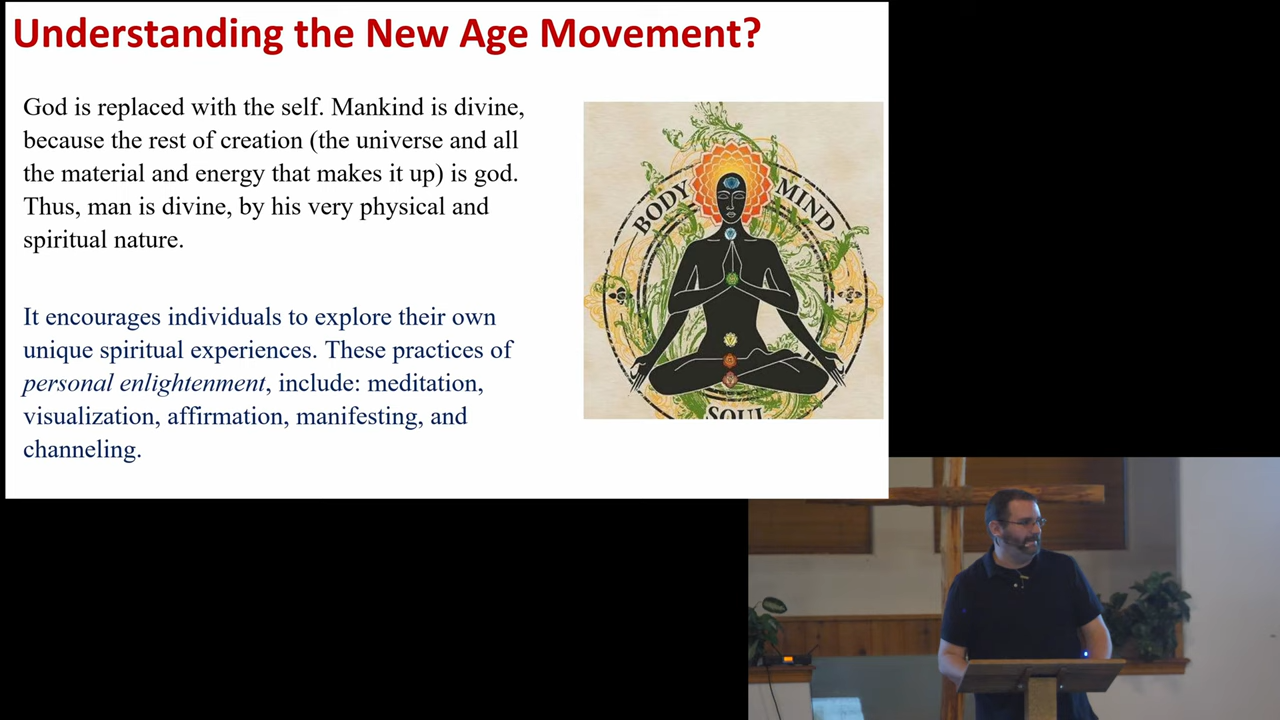 Understanding the New Age Movement?
God is replaced with the self. Mankind is divine,
because the rest of creation (the universe and all
the material and energy that makes it up) is god.
Thus, man is divine, by his very physical and
spiritual nature.
It encourages individuals to explore their own
unique spiritual experiences. These practices of
personal enlightenment, include: meditation,
visualization, affirmation, manifesting, and
channeling.
BODY
MIND
SOUL